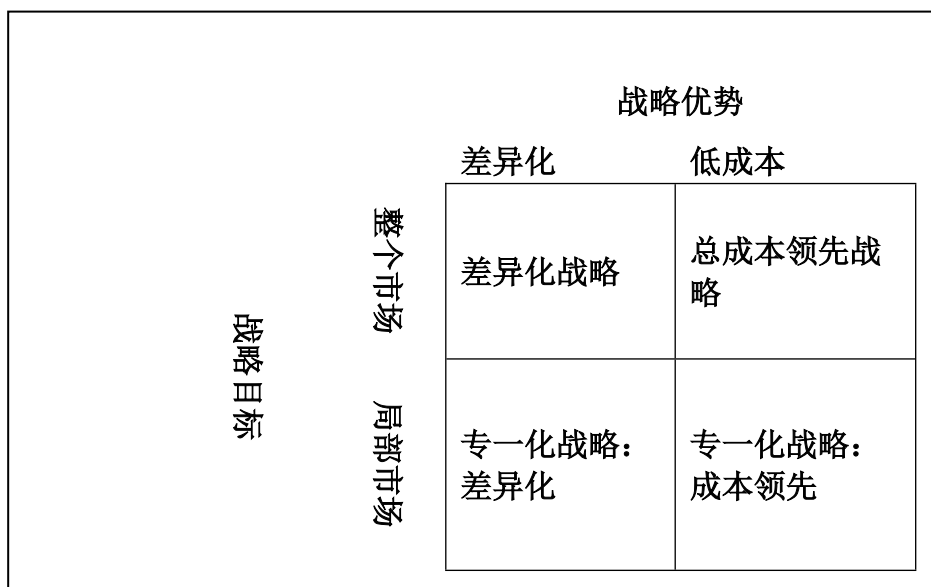 战略优势
差异化 低成本
整个市场
差异化战略
总成本领先战
略
战略目标
局部市场
专一化战略：
差异化
专一化战略：
成本领先